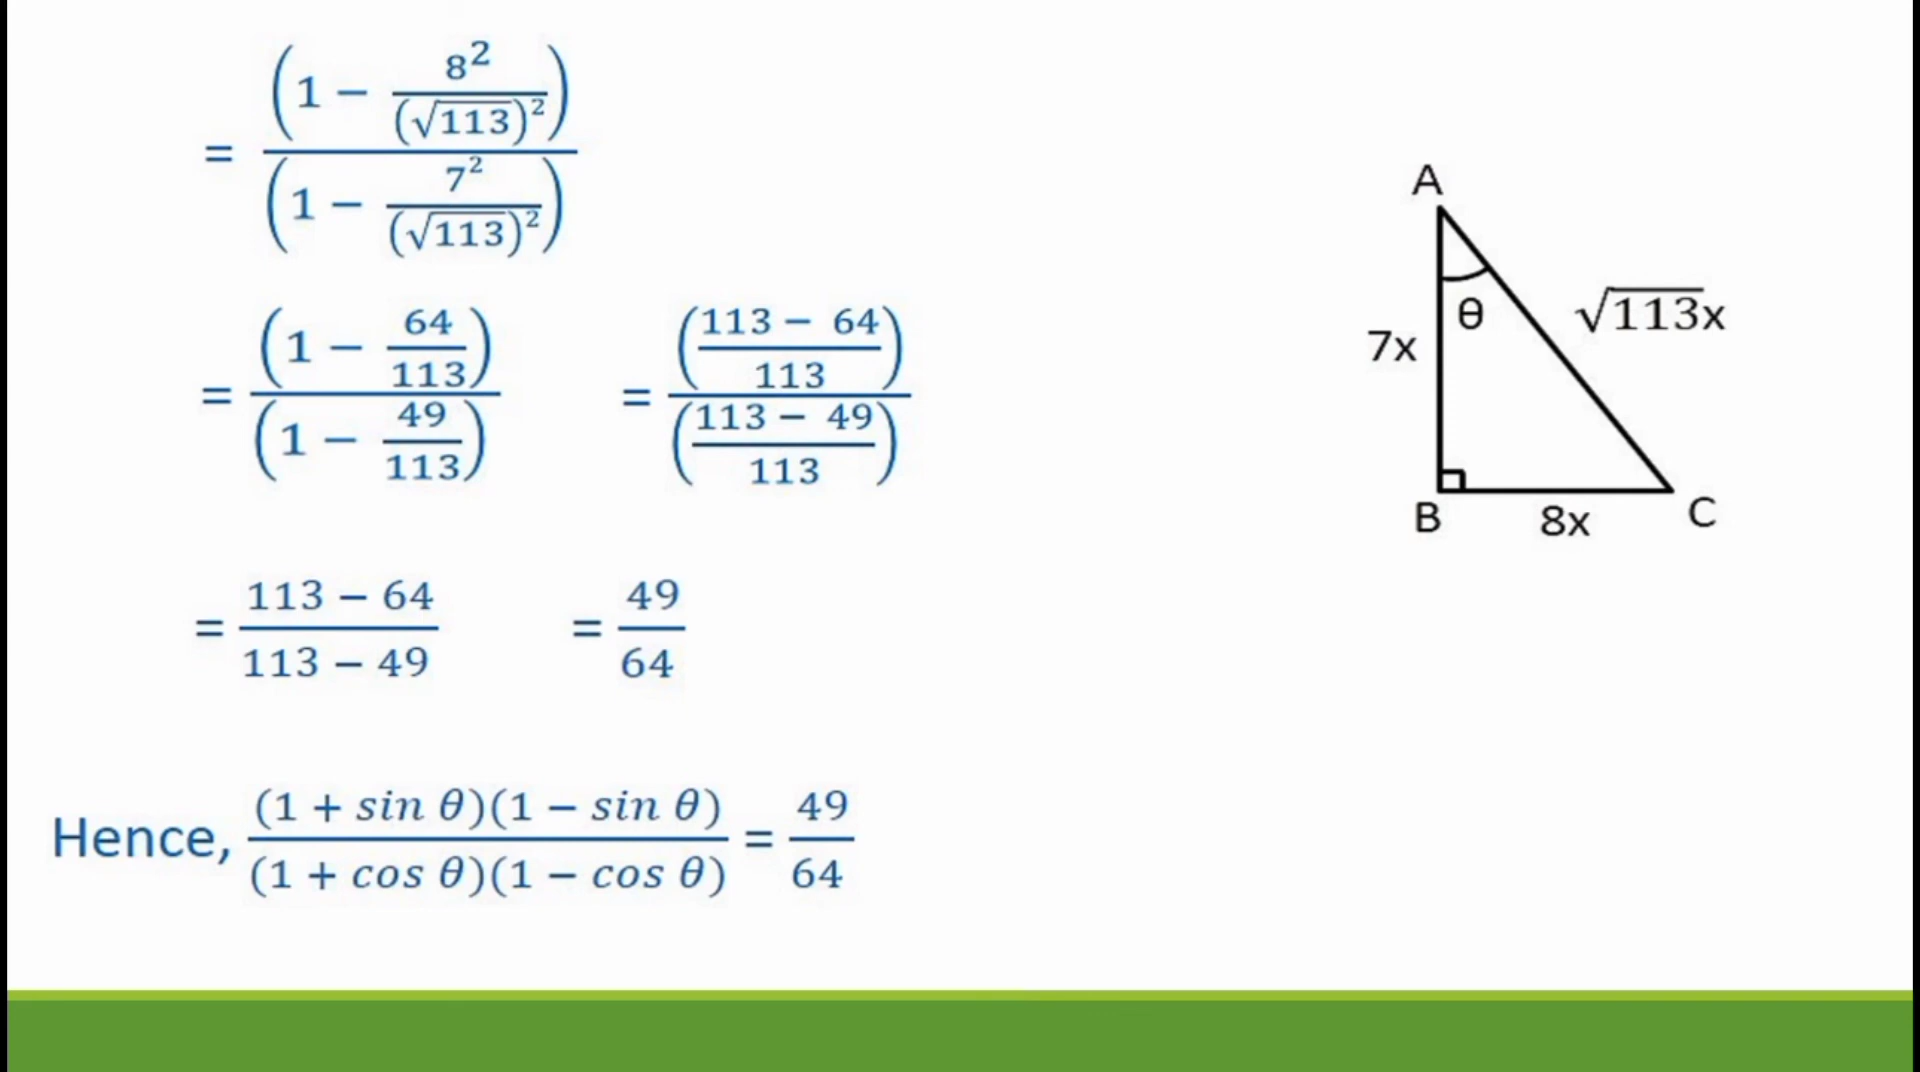 = (1 − 8²/(√113)²) / (1 − 7²/(√113)²)
= (1 − 64/113) / (1 − 49/113) = ((113 − 64)/113) / ((113 − 49)/113)
= (113 − 64)/(113 − 49) = 49/64
Hence, (1 + sin θ)(1 − sin θ) / (1 + cos θ)(1 − cos θ) = 49/64
A
θ
√113x
7x
B
8x
C